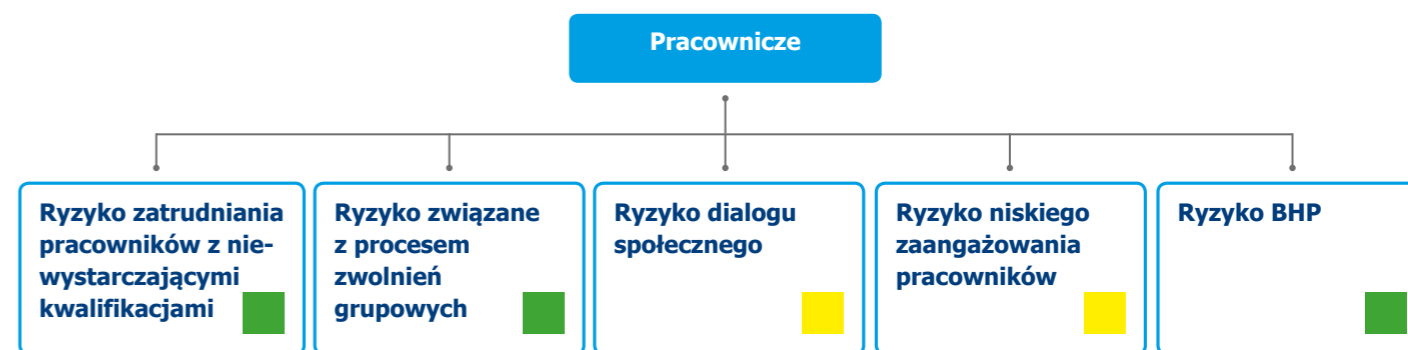 Pracownicze
Ryzyko zatrudniania
pracowników z nie-
wystarczającymi
kwalifikacjami
Ryzyko związane
z procesem
zwolnień
grupowych
Ryzyko dialogu
społecznego
Ryzyko niskiego
zaangażowania
pracowników
Ryzyko BHP